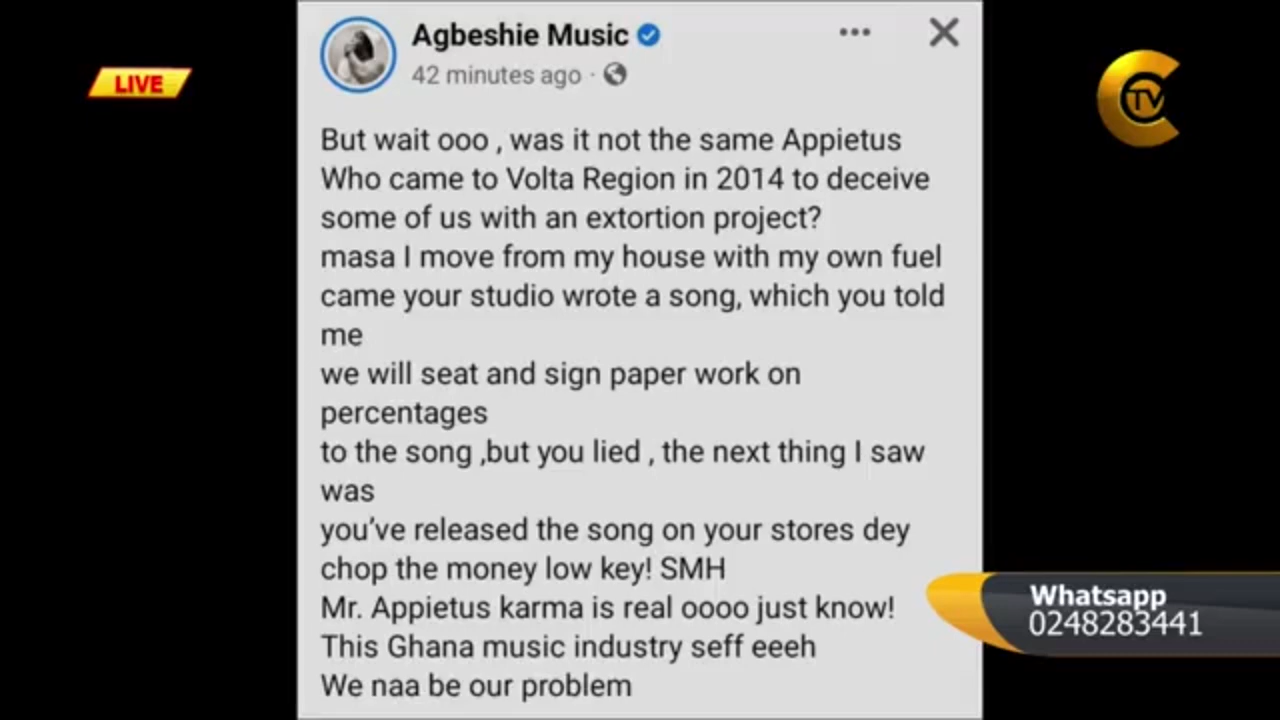 Agbeshie Music
42 minutes ago ·
LIVE
TV
But wait ooo , was it not the same Appietus
Who came to Volta Region in 2014 to deceive
some of us with an extortion project?
masa I move from my house with my own fuel
came your studio wrote a song, which you told
me
we will seat and sign paper work on
percentages
to the song ,but you lied , the next thing I saw
was
you’ve released the song on your stores dey
chop the money low key! SMH
Mr. Appietus karma is real oooo just know!
This Ghana music industry seff eeeh
We naa be our problem
Whatsapp
0248283441